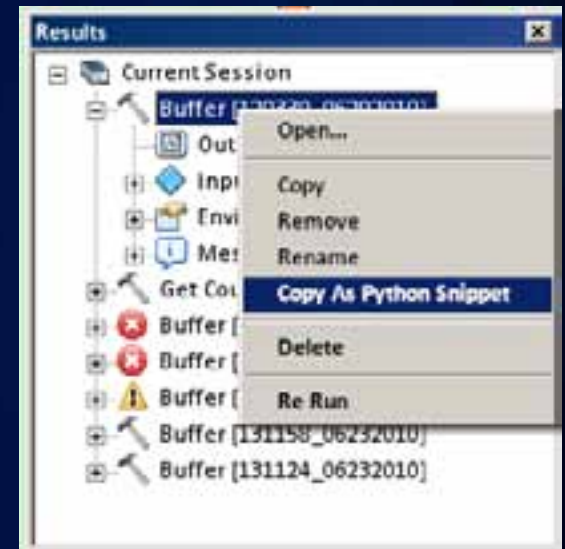 Results
Current Session
Buffer
Open...
Out
Inpu
Copy
Envi
Remove
Mes
Rename
Get Cou
Copy As Python Snippet
Buffer [
Buffer [
Delete
Buffer [
Re Run
Buffer [131158_06232010]
Buffer [131124_06232010]